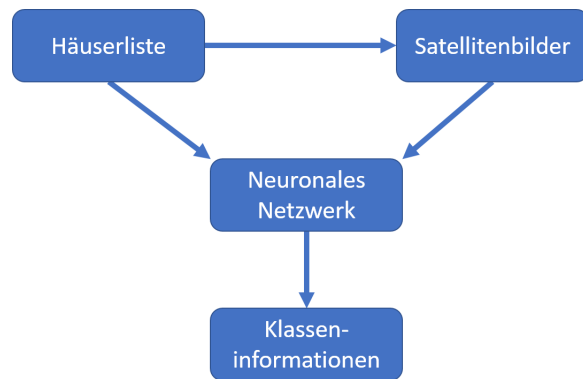 Häuserliste
Satellitenbilder
Neuronales
Netzwerk
Klassen-
informationen